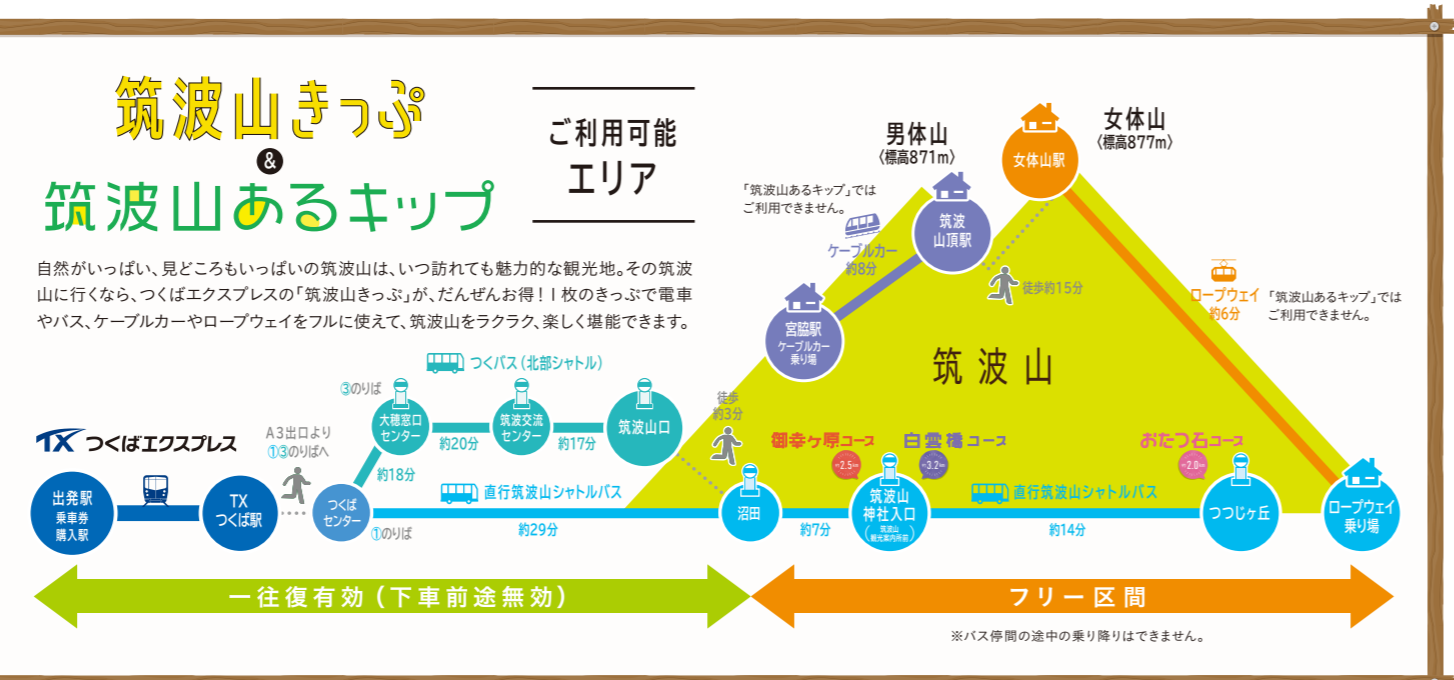 筑波山きっぷ
&
筑波山あるキップ
ご利用可能
エリア
自然がいっぱい、見どころもいっぱいの筑波山は、いつ訪れても魅力的な観光地。その筑波
山に行くなら、つくばエクスプレスの「筑波山きっぷ」が、だんぜんお得！1枚のきっぷで電車
やバス、ケーブルカーやロープウェイをフルに使えて、筑波山をラクラク、楽しく堪能できます。
男体山
〈標高871m〉
女体山駅
女体山
〈標高877m〉
「筑波山あるキップ」では
ご利用できません。
ケーブルカー
約8分
筑波
山頂駅
徒歩約15分
ロープウェイ
約6分
「筑波山あるキップ」では
ご利用できません。
宮脇駅
ケーブルカー
乗り場
筑波山
つくバス（北部シャトル）
③のりば
大穂窓口
センター
約20分
筑波交流
センター
約17分
筑波山口
徒歩
約3分
約18分
TX つくばエクスプレス
A3出口より
①③のりばへ
出発駅
乗車券
購入駅
TX
つくば駅
つくば
センター
①のりば
直行筑波山シャトルバス
約29分
沼田
約7分
御幸ヶ原コース
2.5km
白雲橋コース
3.2km
筑波山
神社入口
（筑波山
観光案内所前）
直行筑波山シャトルバス
約14分
おたつ石コース
2.0km
つつじヶ丘
ロープウェイ
乗り場
一往復有効（下車前途無効）
フリー区間
※バス停間の途中の乗り降りはできません。